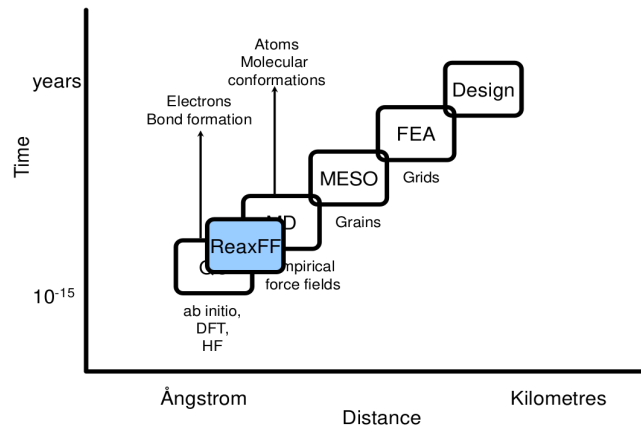 Atoms
Molecular
conformations
years
Electrons
Bond formation
Design
Time
FEA
MESO
Grids
Grains
ReaxFF
force fields
10-15
ab initio,
DFT,
HF
Ångstrom
Kilometres
Distance